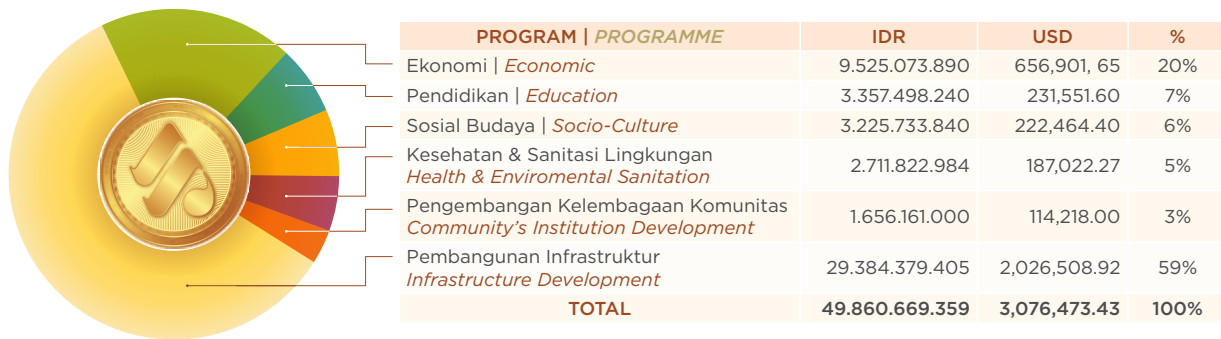 PROGRAM | PROGRAMME IDR USD %
Ekonomi | Economic 9.525.073.890 656,901, 65 20%
Pendidikan | Education 3.357.498.240 231,551.60 7%
Sosial Budaya | Socio-Culture 3.225.733.840 222,464.40 6%
Kesehatan & Sanitasi Lingkungan
Health & Enviromental Sanitation 2.711.822.984 187,022.27 5%
Pengembangan Kelembagaan Komunitas
Community's Institution Development 1.656.161.000 114,218.00 3%
Pembangunan Infrastruktur
Infrastructure Development 29.384.379.405 2,026,508.92 59%
TOTAL 49.860.669.359 3,076,473.43 100%